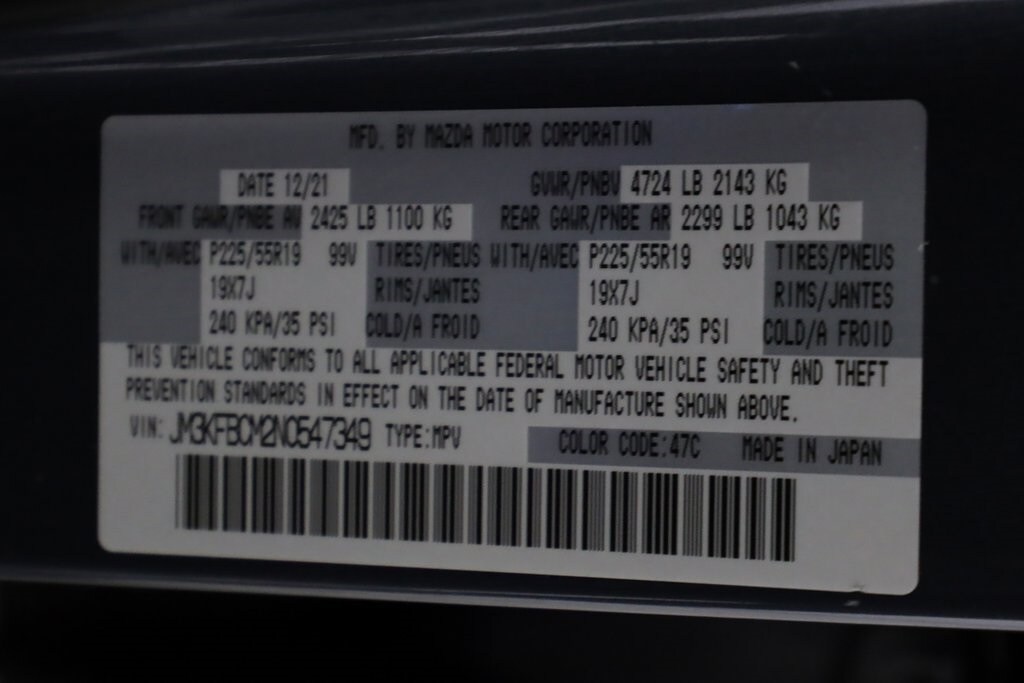 MFD. BY MAZDA MOTOR CORPORATION
DATE 12/21 GVWR/PNBV 4724 LB 2143 KG
FRONT GAWR/PNBE AV 2425 LB 1100 KG REAR GAWR/PNBE AR 2299 LB 1043 KG
WITH/AVEC P225/55R19 99V TIRES/PNEUS WITH/AVEC P225/55R19 99V TIRES/PNEUS
19X7J RIMS/JANTES 19X7J RIMS/JANTES
240 KPA/35 PSI COLD/A FROID 240 KPA/35 PSI COLD/A FROID
THIS VEHICLE CONFORMS TO ALL APPLICABLE FEDERAL MOTOR VEHICLE SAFETY AND THEFT
PREVENTION STANDARDS IN EFFECT ON THE DATE OF MANUFACTURE SHOWN ABOVE.
VIN: JM3KFBCM2N0547349 TYPE:MPV COLOR CODE:47C MADE IN JAPAN